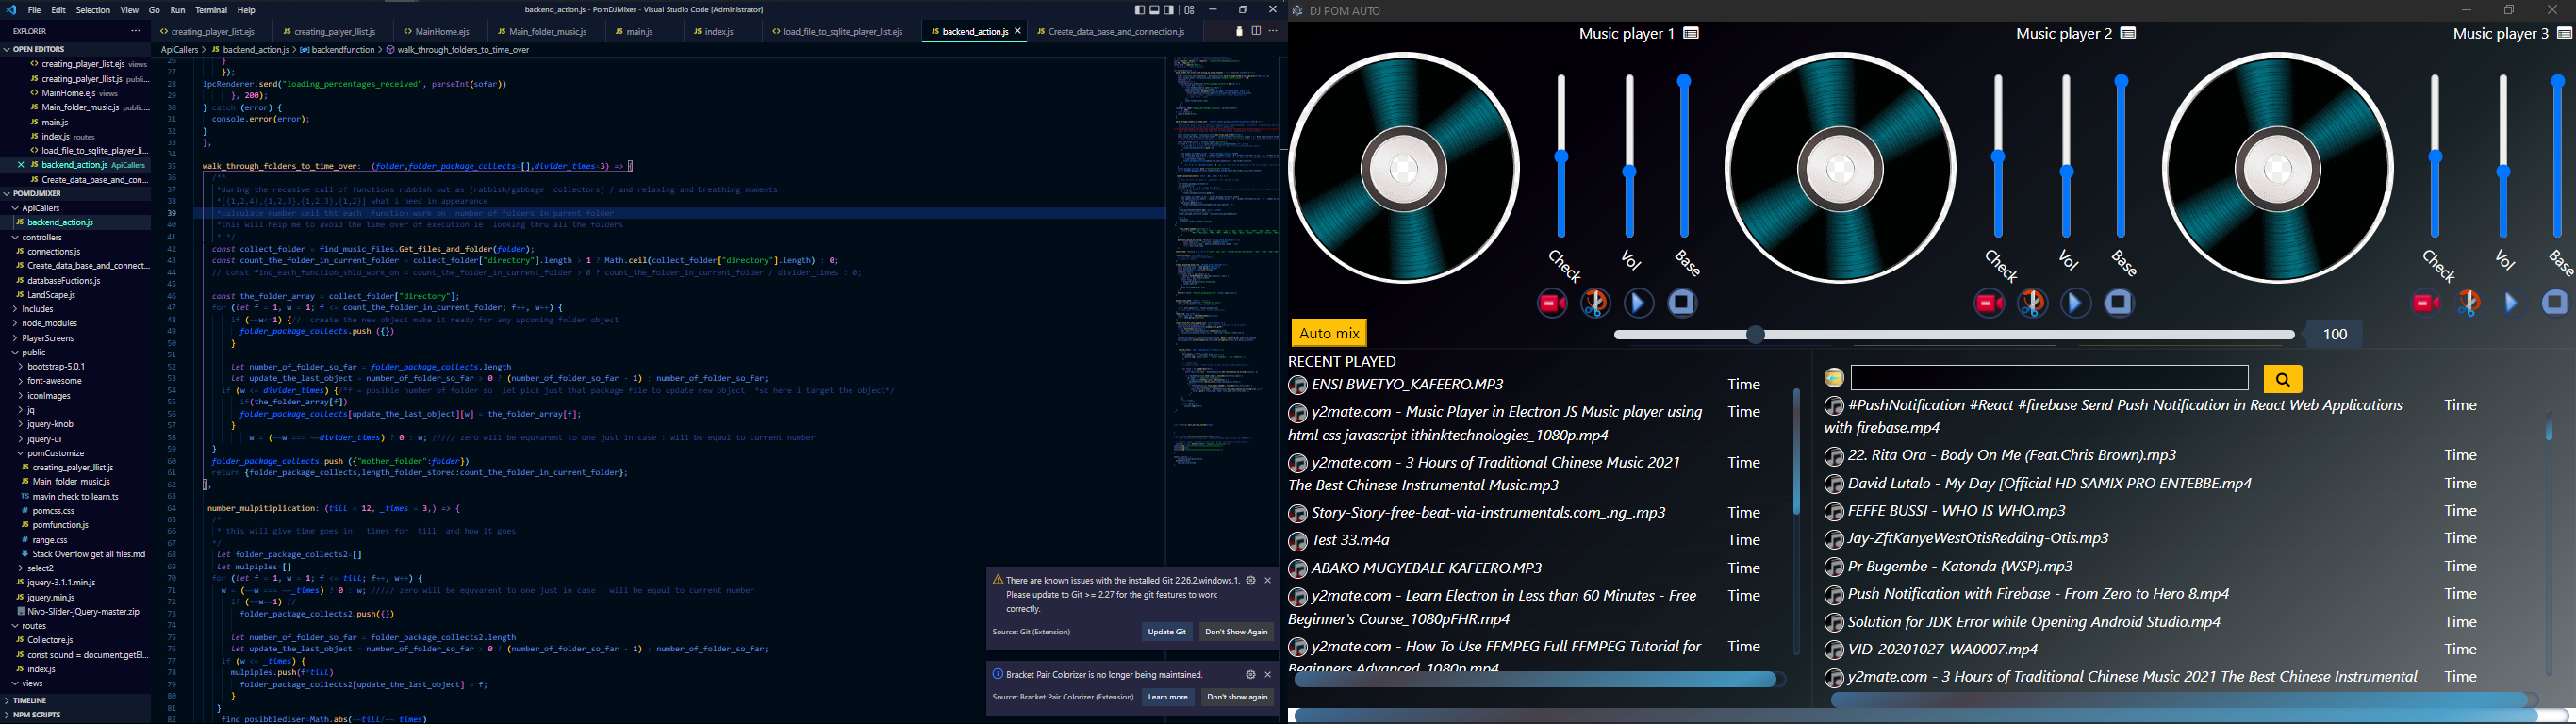 File Edit Selection View Go Run Terminal Help
backend_action.js - PomDJMixer - Visual Studio Code [Administrator]
EXPLORER
OPEN EDITORS
creating_player_list.ejs views
creating_palyer_llist.js publi...
MainHome.ejs views
Main_folder_music.js public...
main.js
index.js routes
load_file_to_sqlite_player_li...
backend_action.js ApiCallers
Create_data_base_and_con...
POMDJMIXER
ApiCallers
backend_action.js
controllers
connections.js
Create_data_base_and_connect...
databaseFuctions.js
LandScape.js
Includes
node_modules
PlayerScreens
public
bootstrap-5.0.1
font-awesome
iconImages
jq
jquery-knob
jquery-ui
pomCustomize
creating_palyer_llist.js
Main_folder_music.js
mavin check to learn.ts
pomcss.css
pomfunction.js
range.css
Stack Overflow get all files.md
select2
jquery-3.1.1.min.js
jquery.min.js
Nivo-Slider-jQuery-master.zip
routes
Collectore.js
const sound = document.getEl...
index.js
views
TIMELINE
NPM SCRIPTS
creating_player_list.ejs creating_palyer_llist.js MainHome.ejs Main_folder_music.js main.js index.js load_file_to_sqlite_player_list.ejs backend_action.js Create_data_base_and_connection.js
ApiCallers > backend_action.js > backendfunction > walk_through_folders_to_time_over
26 }
27 });
28 ipcRenderer.send("loading_percentages_received", parseInt(sofar))
29 }, 200);
30 } catch (error) {
31 console.error(error);
32 }
33 },
34
35 walk_through_folders_to_time_over: (folder,folder_package_collects=[],divider_times=3) => {
36 /**
37 *during the recusive call of functions rubbish out as (rabbish/gabbage collectors) / and relaxing and breathing moments
38 *[{1,2,4},{1,2,3},{1,2,3},{1,2}] what i need in appearance
39 *culculate number ceil tht each function work on number of folders in parent folder
40 *this will help me to avoid the time over of execution ie looking thru all the folders
41 * */
42 const collect_folder = find_music_files.Get_files_and_folder(folder);
43 const count_the_folder_in_current_folder = collect_folder["directory"].length > 1 ? Math.ceil(collect_folder["directory"].length) : 0;
44 // const find_each_function_shld_work_on = count_the_folder_in_current_folder > 0 ? count_the_folder_in_current_folder / divider_times : 0;
45
46 const the_folder_array = collect_folder["directory"];
47 for (let f = 1, w = 1; f <= count_the_folder_in_current_folder; f++, w++) {
48 if (~~w<=1) {// create the new object make it ready for any upcoming folder object
49 folder_package_collects.push ({})
50 }
51
52 let number_of_folder_so_far = folder_package_collects.length
53 let update_the_last_object = number_of_folder_so_far > 0 ? (number_of_folder_so_far - 1) : number_of_folder_so_far;
54 if (w <= divider_times) {/*f = posible number of folder so let pick just that package file to update new object *so here i target the object*/
55 if(the_folder_array[f])
56 folder_package_collects[update_the_last_object][w] = the_folder_array[f];
57 }
58 w = (~~w === ~~divider_times) ? 0 : w; ///// zero will be equvarent to one just in case : will be eqaul to current number
59 }
60 folder_package_collects.push ({"mother_folder":folder})
61 return {folder_package_collects,length_folder_stored:count_the_folder_in_current_folder};
62 },
63
64 number_mulpitiplication: (till = 12, _times = 3,) => {
65 /*
66 * this will give time goes in _times for till and how it goes
67 */
68 let folder_package_collects2=[]
69 let mulpiples=[]
70 for (let f = 1, w = 1; f <= till; f++, w++) {
71 w = (~~w === ~~_times) ? 0 : w; ///// zero will be equvarent to one just in case : will be eqaul to current number
72 if (~~w==1) //
73 folder_package_collects2.push({})
74
75 let number_of_folder_so_far = folder_package_collects2.length
76 let update_the_last_object = number_of_folder_so_far > 0 ? (number_of_folder_so_far - 1) : number_of_folder_so_far;
77 if (w <= _times) {
78 mulpiples.push(f*till)
79 folder_package_collects2[update_the_last_object] = f;
80 }
81 }
82 find_posibblediser=Math.abs(~~till/~~_times)
There are known issues with the installed Git 2.26.2.windows.1.
Please update to Git >= 2.27 for the git features to work
correctly.
Source: Git (Extension) Update Git Don't Show Again
Bracket Pair Colorizer is no longer being maintained.
Source: Bracket Pair Colorizer (Extension) Learn more Don't show again
DJ POM AUTO
Music player 1 Music player 2 Music player 3
Check Vol Base Check Vol Base Check Vol Base
Auto mix 100
RECENT PLAYED
ENSI BWETYO_KAFEERO.MP3 Time
y2mate.com - Music Player in Electron JS Music player using Time
html css javascript ithinktechnologies_1080p.mp4
y2mate.com - 3 Hours of Traditional Chinese Music 2021 Time
The Best Chinese Instrumental Music.mp3
Story-Story-free-beat-via-instrumentals.com_.ng_.mp3 Time
Test 33.m4a Time
ABAKO MUGYEBALE KAFEERO.MP3 Time
y2mate.com - Learn Electron in Less than 60 Minutes - Free Time
Beginner's Course_1080pFHR.mp4
y2mate.com - How To Use FFMPEG Full FFMPEG Tutorial for Time
Beginners Advanced_1080p.mp4
#PushNotification #React #firebase Send Push Notification in React Web Applications Time
with firebase.mp4
22. Rita Ora - Body On Me (Feat.Chris Brown).mp3 Time
David Lutalo - My Day [Official HD SAMIX PRO ENTEBBE.mp4 Time
FEFFE BUSSI - WHO IS WHO.mp3 Time
Jay-ZftKanyeWestOtisRedding-Otis.mp3 Time
Pr Bugembe - Katonda {WSP}.mp3 Time
Push Notification with Firebase - From Zero to Hero 8.mp4 Time
Solution for JDK Error while Opening Android Studio.mp4 Time
VID-20201027-WA0007.mp4 Time
y2mate.com - 3 Hours of Traditional Chinese Music 2021 The Best Chinese Instrumental Time